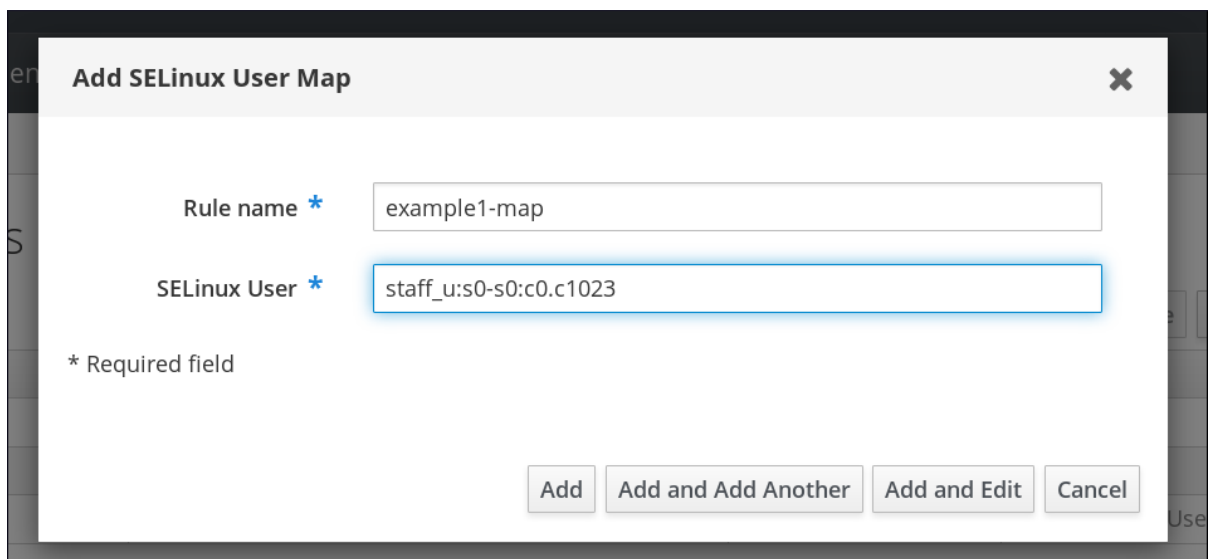 Add SELinux User Map
Rule name *
example1-map
SELinux User *
staff_u:s0-s0:c0.c1023
* Required field
Add
Add and Add Another
Add and Edit
Cancel
Use